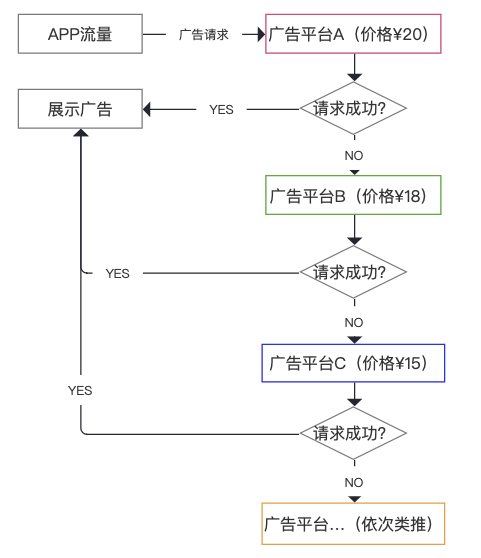 APP流量
广告请求
广告平台A（价格¥20）
请求成功?
YES
展示广告
NO
广告平台B（价格¥18）
请求成功?
YES
NO
广告平台C（价格¥15）
YES
请求成功?
NO
广告平台...（依次类推）